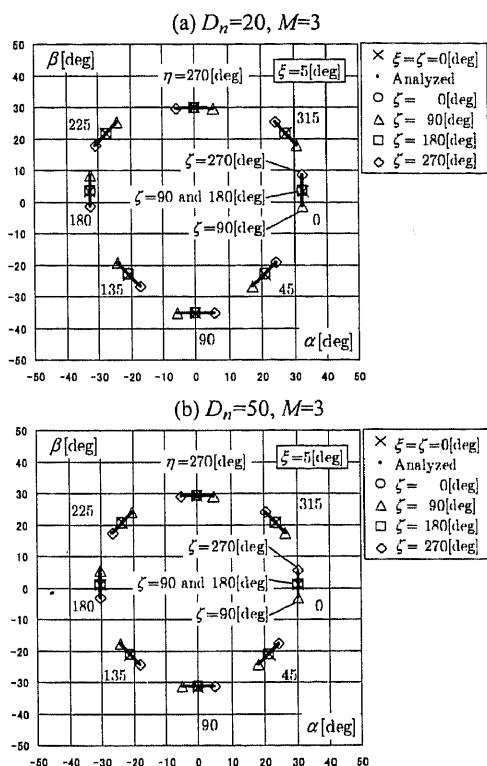 (a) Dₙ=20, M=3
β[deg]
η=270[deg]
ξ=5[deg]
225
315
ζ=270[deg]
ζ=90 and 180[deg]
ζ=90[deg]
180
0
135
45
90
α[deg]
50
40
30
20
10
0
-10
-20
-30
-40
-50
-50 -40 -30 -20 -10 0 10 20 30 40 50
ξ=ζ=0[deg]
Analyzed
ζ= 0[deg]
ζ= 90[deg]
ζ= 180[deg]
ζ= 270[deg]
(b) Dₙ=50, M=3
β[deg]
η=270[deg]
ξ=5[deg]
225
315
ζ=270[deg]
ζ=90 and 180[deg]
ζ=90[deg]
180
0
135
45
90
α[deg]
50
40
30
20
10
0
-10
-20
-30
-40
-50
-50 -40 -30 -20 -10 0 10 20 30 40 50
ξ=ζ=0[deg]
Analyzed
ζ= 0[deg]
ζ= 90[deg]
ζ= 180[deg]
ζ= 270[deg]